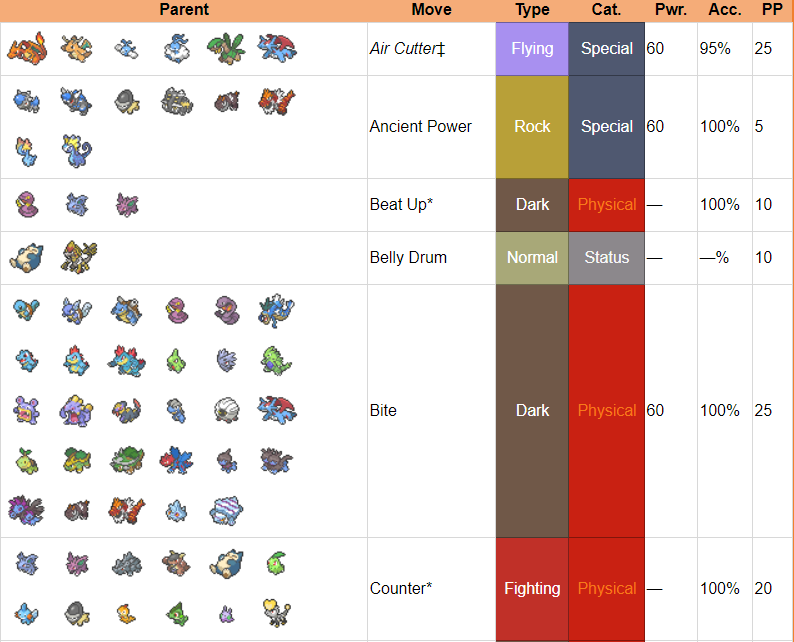 Parent Move Type Cat. Pwr. Acc. PP
Air Cutter‡ Flying Special 60 95% 25
Ancient Power Rock Special 60 100% 5
Beat Up* Dark Physical — 100% 10
Belly Drum Normal Status — —% 10
Bite Dark Physical 60 100% 25
Counter* Fighting Physical — 100% 20